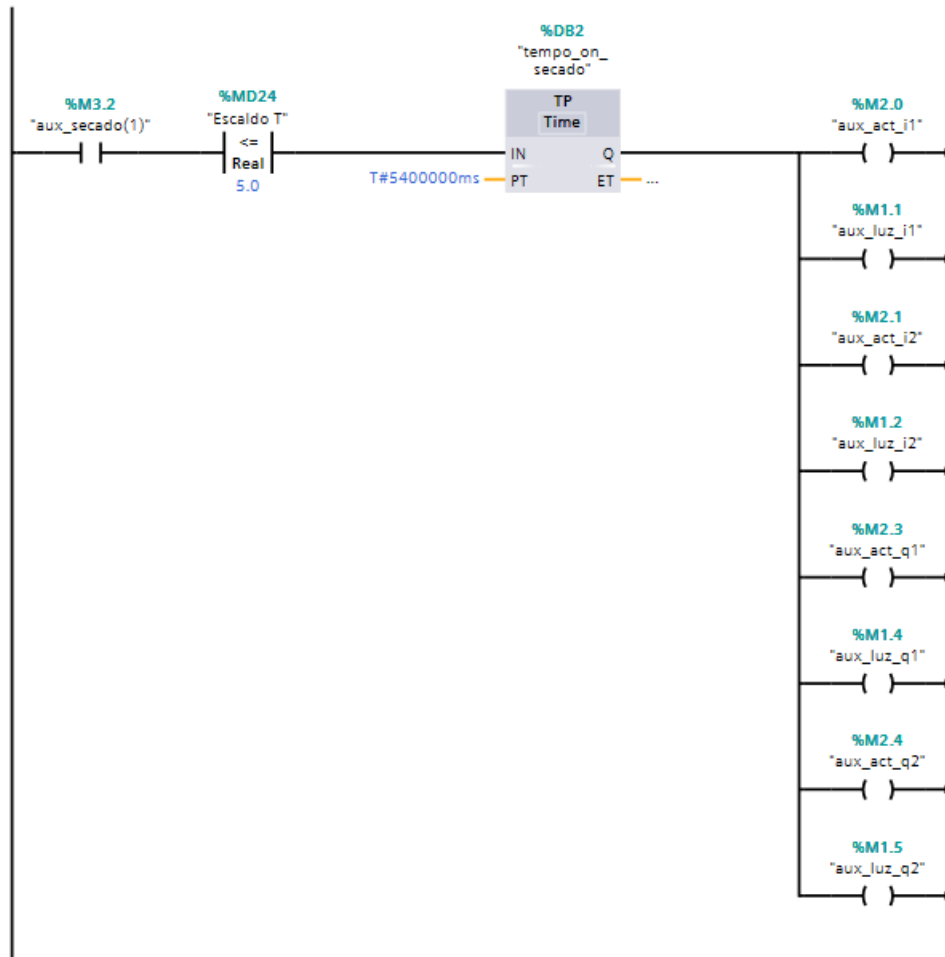 %DB2
"tempo_on_
secado"
%M3.2
"aux_secado(1)"
%MD24
"Escaldo T"
<=
Real
5.0
TP
Time
IN
Q
T#5400000ms
PT
ET
...
%M2.0
"aux_act_i1"
%M1.1
"aux_luz_i1"
%M2.1
"aux_act_i2"
%M1.2
"aux_luz_i2"
%M2.3
"aux_act_q1"
%M1.4
"aux_luz_q1"
%M2.4
"aux_act_q2"
%M1.5
"aux_luz_q2"